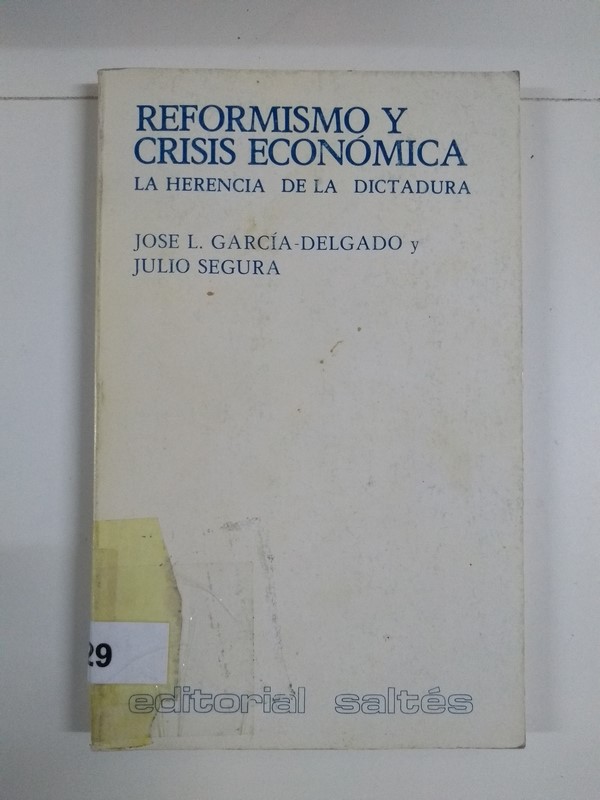 REFORMISMO Y
CRISIS ECONÓMICA
LA HERENCIA DE LA DICTADURA
JOSE L. GARCÍA-DELGADO y
JULIO SEGURA
29
editorial saltés